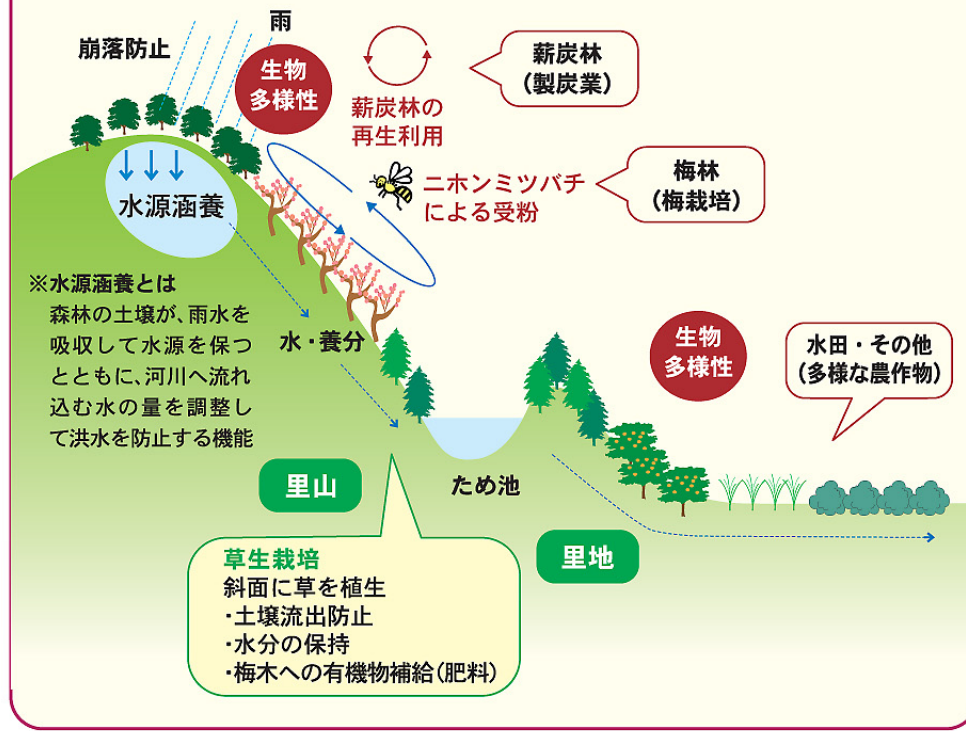 雨
崩落防止
生物
多様性
薪炭林の
再生利用
薪炭林
（製炭業）
ニホンミツバチ
による受粉
梅林
（梅栽培）
水源涵養
※水源涵養とは
森林の土壌が、雨水を
吸収して水源を保つ
とともに、河川へ流れ
込む水の量を調整し
て洪水を防止する機能
水・養分
生物
多様性
水田・その他
（多様な農作物）
里山
ため池
里地
草生栽培
斜面に草を植生
・土壌流出防止
・水分の保持
・梅木への有機物補給（肥料）